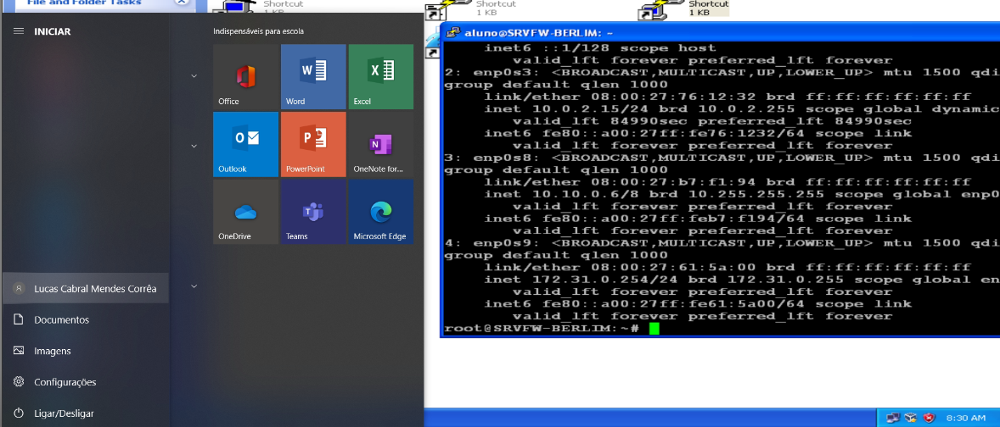 File and Folder Tasks
Shortcut
1 KB
Shortcut
1 KB
Shortcut
1 KB
INICIAR
Indispensáveis para escola
Office
Word
Excel
Outlook
PowerPoint
OneNote for...
OneDrive
Teams
Microsoft Edge
Lucas Cabral Mendes Corrêa
Documentos
Imagens
Configurações
Ligar/Desligar
aluno@SRVFW-BERLIM: ~
inet6 ::1/128 scope host
valid_lft forever preferred_lft forever
2: enp0s3: <BROADCAST,MULTICAST,UP,LOWER_UP> mtu 1500 qdi
group default qlen 1000
link/ether 08:00:27:76:12:32 brd ff:ff:ff:ff:ff:ff
inet 10.0.2.15/24 brd 10.0.2.255 scope global dynamic
valid_lft 84990sec preferred_lft 84990sec
inet6 fe80::a00:27ff:fe76:1232/64 scope link
valid_lft forever preferred_lft forever
3: enp0s8: <BROADCAST,MULTICAST,UP,LOWER_UP> mtu 1500 qdi
group default qlen 1000
link/ether 08:00:27:b7:f1:94 brd ff:ff:ff:ff:ff:ff
inet 10.10.0.6/8 brd 10.255.255.255 scope global enp0
valid_lft forever preferred_lft forever
inet6 fe80::a00:27ff:feb7:f194/64 scope link
valid_lft forever preferred_lft forever
4: enp0s9: <BROADCAST,MULTICAST,UP,LOWER_UP> mtu 1500 qdi
group default qlen 1000
link/ether 08:00:27:61:5a:00 brd ff:ff:ff:ff:ff:ff
inet 172.31.0.254/24 brd 172.31.0.255 scope global en
valid_lft forever preferred_lft forever
inet6 fe80::a00:27ff:fe61:5a00/64 scope link
valid_lft forever preferred_lft forever
root@SRVFW-BERLIM:~#
8:30 AM